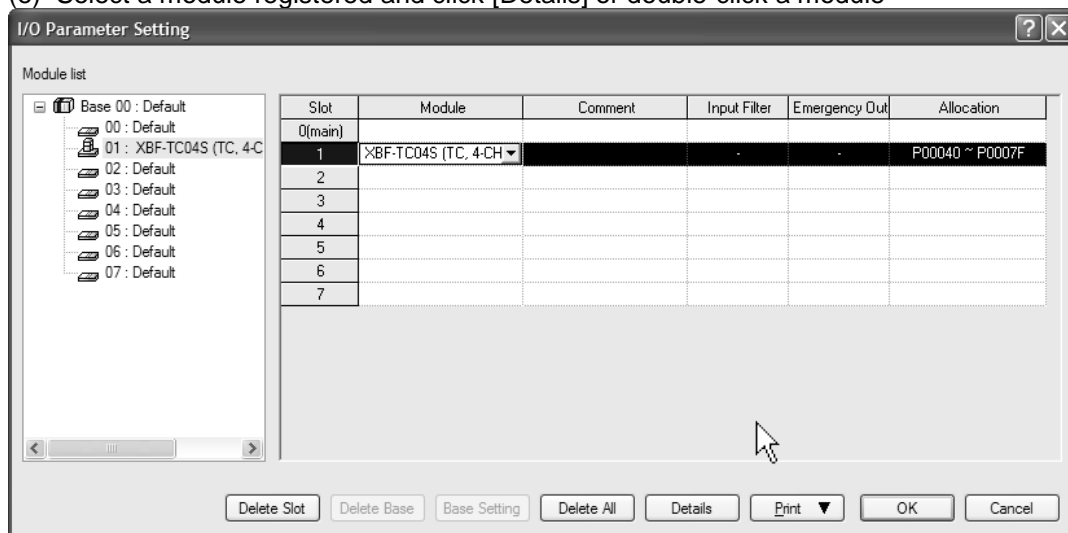 Select a module registered and click [Details] or double-click a module
I/O Parameter Setting
Module list
Base 00 : Default
00 : Default
01 : XBF-TC04S (TC, 4-C
02 : Default
03 : Default
04 : Default
05 : Default
06 : Default
07 : Default
Slot Module Comment Input Filter Emergency Out Allocation
0(main)
1 XBF-TC04S (TC, 4-CH - - P00040 ~ P0007F
2
3
4
5
6
7
Delete Slot Delete Base Base Setting Delete All Details Print ▼ OK Cancel